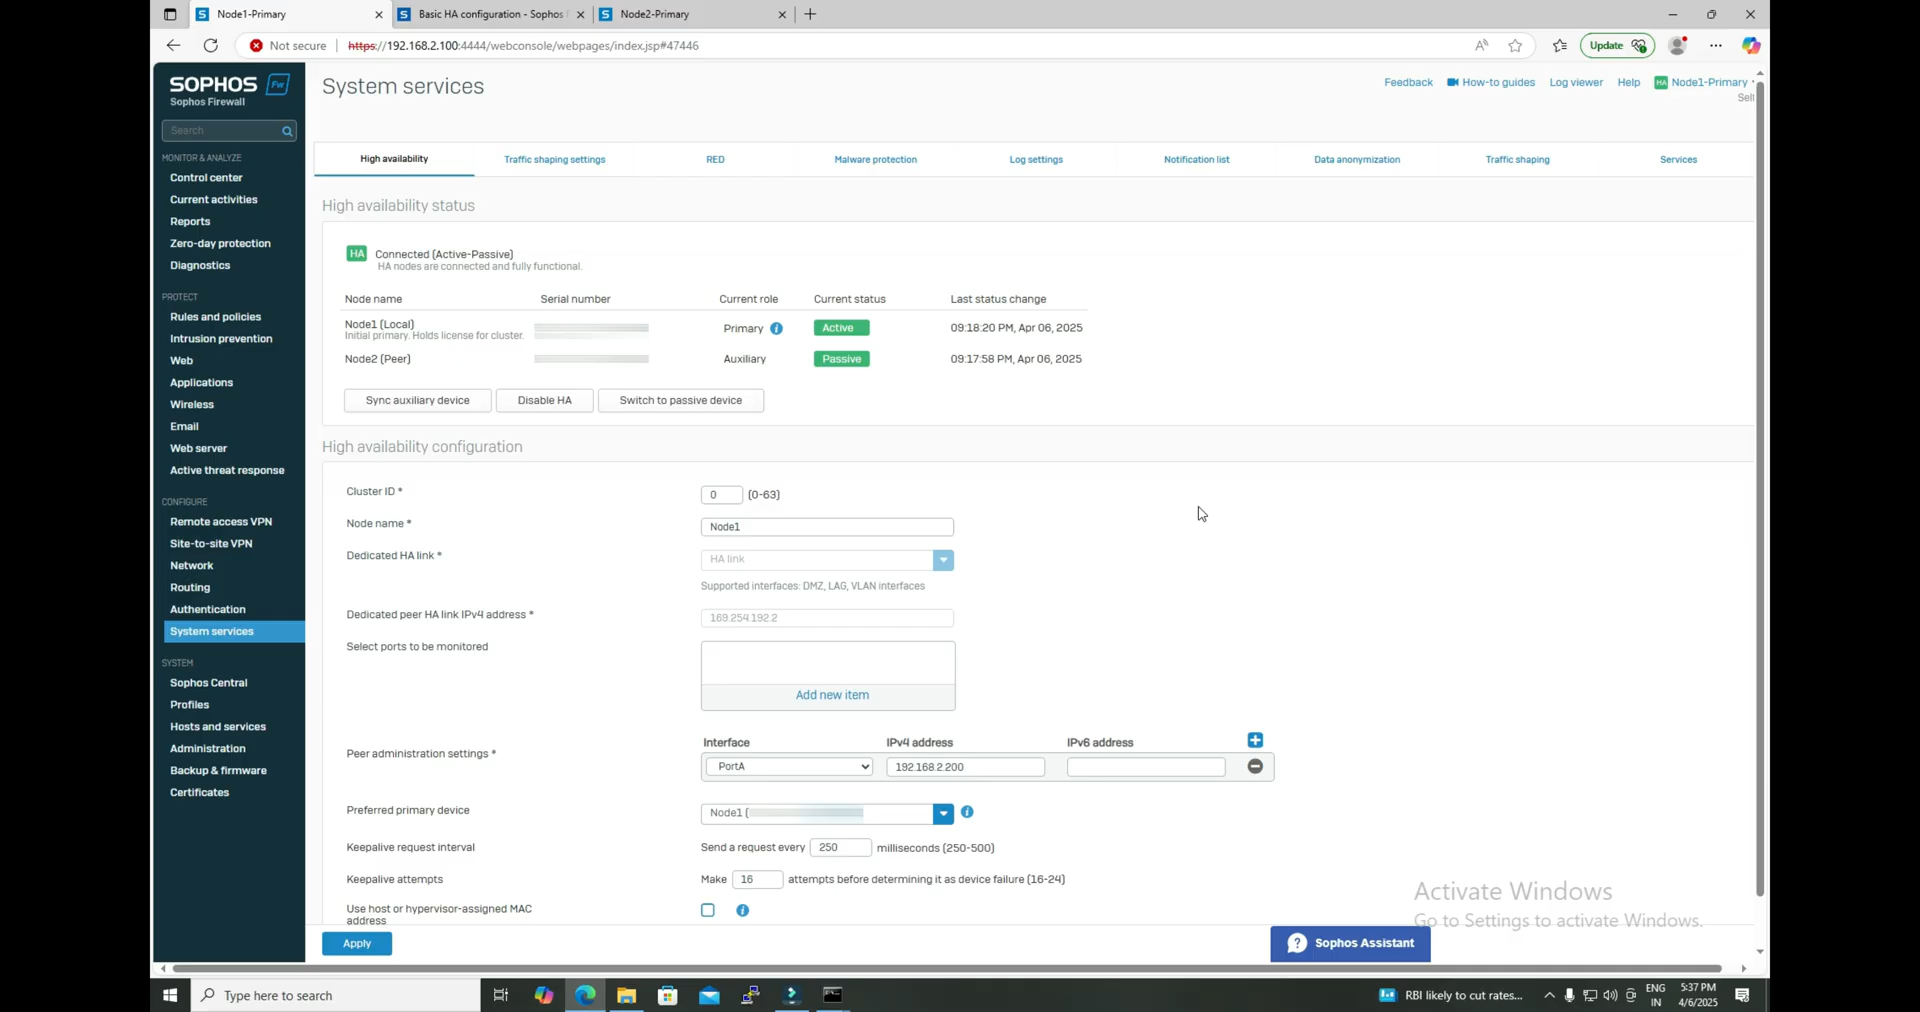 Node1-Primary
Basic HA configuration - Sophos F
Node2-Primary
Not secure
https://192.168.2.100:4444/webconsole/webpages/index.jsp#47446
Update
SOPHOS Fw
Sophos Firewall
Search
MONITOR & ANALYZE
Control center
Current activities
Reports
Zero-day protection
Diagnostics
PROTECT
Rules and policies
Intrusion prevention
Web
Applications
Wireless
Email
Web server
Active threat response
CONFIGURE
Remote access VPN
Site-to-site VPN
Network
Routing
Authentication
System services
SYSTEM
Sophos Central
Profiles
Hosts and services
Administration
Backup & firmware
Certificates
System services
Feedback
How-to guides
Log viewer
Help
HA Node1-Primary
High availability
Traffic shaping settings
RED
Malware protection
Log settings
Notification list
Data anonymization
Traffic shaping
Services
High availability status
HA Connected (Active-Passive)
HA nodes are connected and fully functional.
Node name Serial number Current role Current status Last status change
Node1 (Local) Primary Active 09:18:20 PM, Apr 06, 2025
Initial primary. Holds license for cluster.
Node2 (Peer) Auxiliary Passive 09:17:58 PM, Apr 06, 2025
Sync auxiliary device
Disable HA
Switch to passive device
High availability configuration
Cluster ID * 0 (0-63)
Node name * Node1
Dedicated HA link * HA link
Supported interfaces: DMZ, LAG, VLAN interfaces
Dedicated peer HA link IPv4 address * 169.254.192.2
Select ports to be monitored
Add new item
Interface IPv4 address IPv6 address
Peer administration settings *
PortA 192.168.2.200
Preferred primary device Node1 (
Keepalive request interval Send a request every 250 milliseconds (250-500)
Keepalive attempts Make 16 attempts before determining it as device failure (16-24)
Use host or hypervisor-assigned MAC
address
Apply
Sophos Assistant
Activate Windows
Go to Settings to activate Windows.
Type here to search
RBI likely to cut rates...
ENG
IN
5:37 PM
4/6/2025